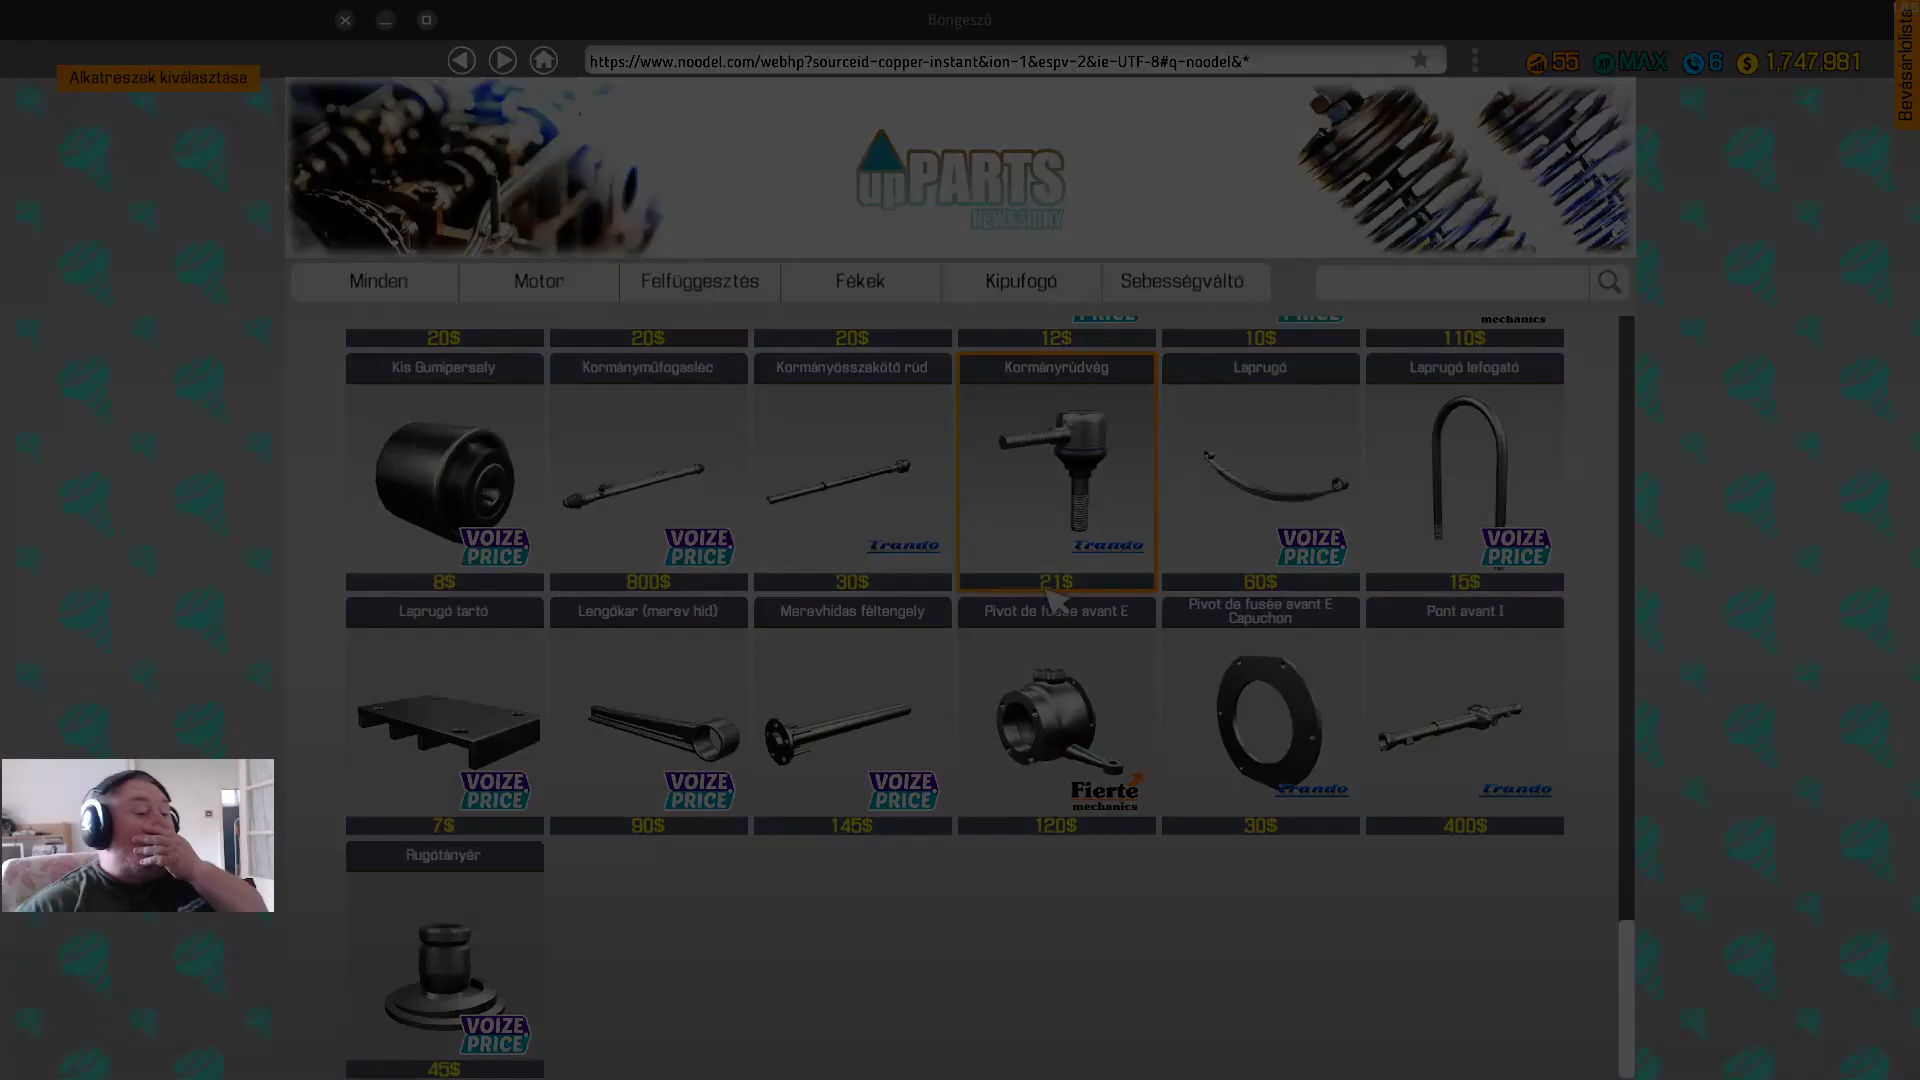 Böngésző
https://www.noodel.com/webhp?sourceid-copper-instant&ion-1&espv-2&ie-UTF-8#q-noodel&*
55 XP MAX 6 $ 1,747,981
Bevásárlólista
Alkatrészek kiválasztása
upPARTS
NEW&SHINY
Minden Motor Felfüggesztés Fékek Kipufogó Sebességváltó
PRICE PRICE mechanics
20$ 20$ 20$ 12$ 10$ 110$
Kis Gumipersely Kormányműfogasléc Kormányösszekötő rúd Kormányrúdvég Laprugó Laprugó lefogató
VOIZE PRICE VOIZE PRICE Trando Trando VOIZE PRICE VOIZE PRICE
8$ 800$ 30$ 21$ 60$ 15$
Laprugó tartó Lengőkar (merev híd) Merevhidas féltengely Pivot de fusée avant E Pivot de fusée avant E Capuchon Pont avant I
VOIZE PRICE VOIZE PRICE VOIZE PRICE Fierte mechanics Trando Trando
7$ 90$ 145$ 120$ 30$ 400$
Rugótányér
VOIZE PRICE
45$